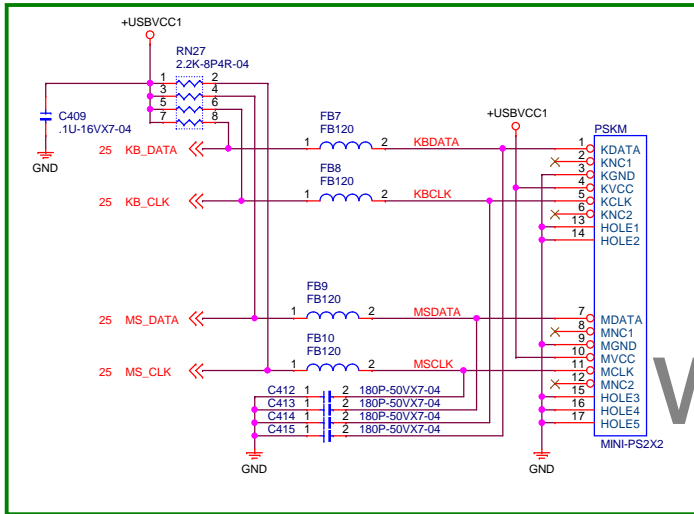 +USBVCC1
RN27
2.2K-8P4R-04
1 2
3 4
5 6
7 8
C409
.1U-16VX7-04
GND
FB7
FB120
+USBVCC1
PSKM
25 KB_DATA 1 2 KBDATA 1 KDATA
2 KNC1
FB8
FB120
3 KGND
4 KVCC
25 KB_CLK 1 2 KBCLK 5 KCLK
6 KNC2
13 HOLE1
14 HOLE2
FB9
FB120
25 MS_DATA 1 2 MSDATA 7 MDATA
8 MNC1
9 MGND
FB10
FB120
10 MVCC
25 MS_CLK 1 2 MSCLK 11 MCLK
12 MNC2
C412 1 2 180P-50VX7-04 15 HOLE3
C413 1 2 180P-50VX7-04 16 HOLE4
C414 1 2 180P-50VX7-04 17 HOLE5
C415 1 2 180P-50VX7-04
MINI-PS2X2
GND
GND
V